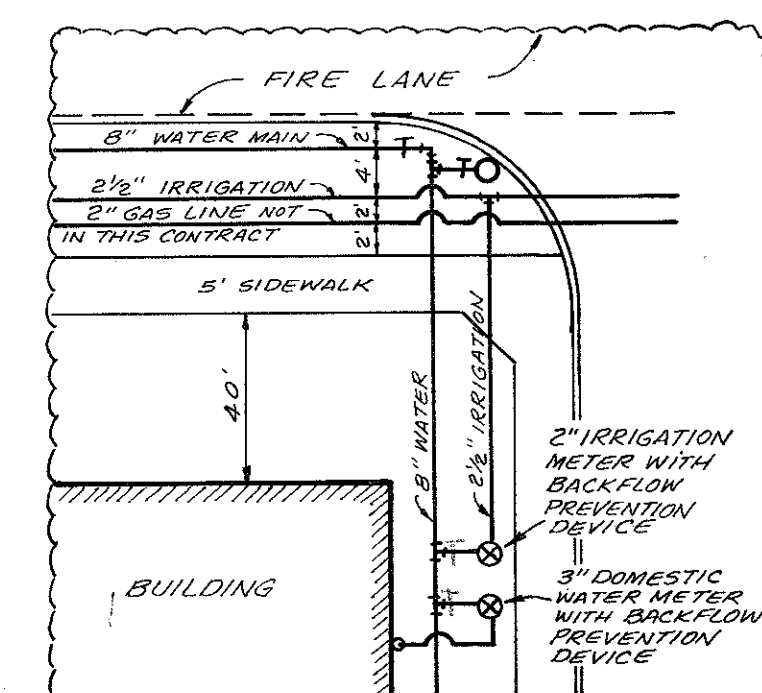 FIRE LANE
8" WATER MAIN
2'
4'
2½" IRRIGATION
2" GAS LINE NOT
IN THIS CONTRACT
2'
2'
5' SIDEWALK
40'
8" WATER
2½" IRRIGATION
2" IRRIGATION
METER WITH
BACKFLOW
PREVENTION
DEVICE
BUILDING
3" DOMESTIC
WATER METER
WITH BACKFLOW
PREVENTION
DEVICE